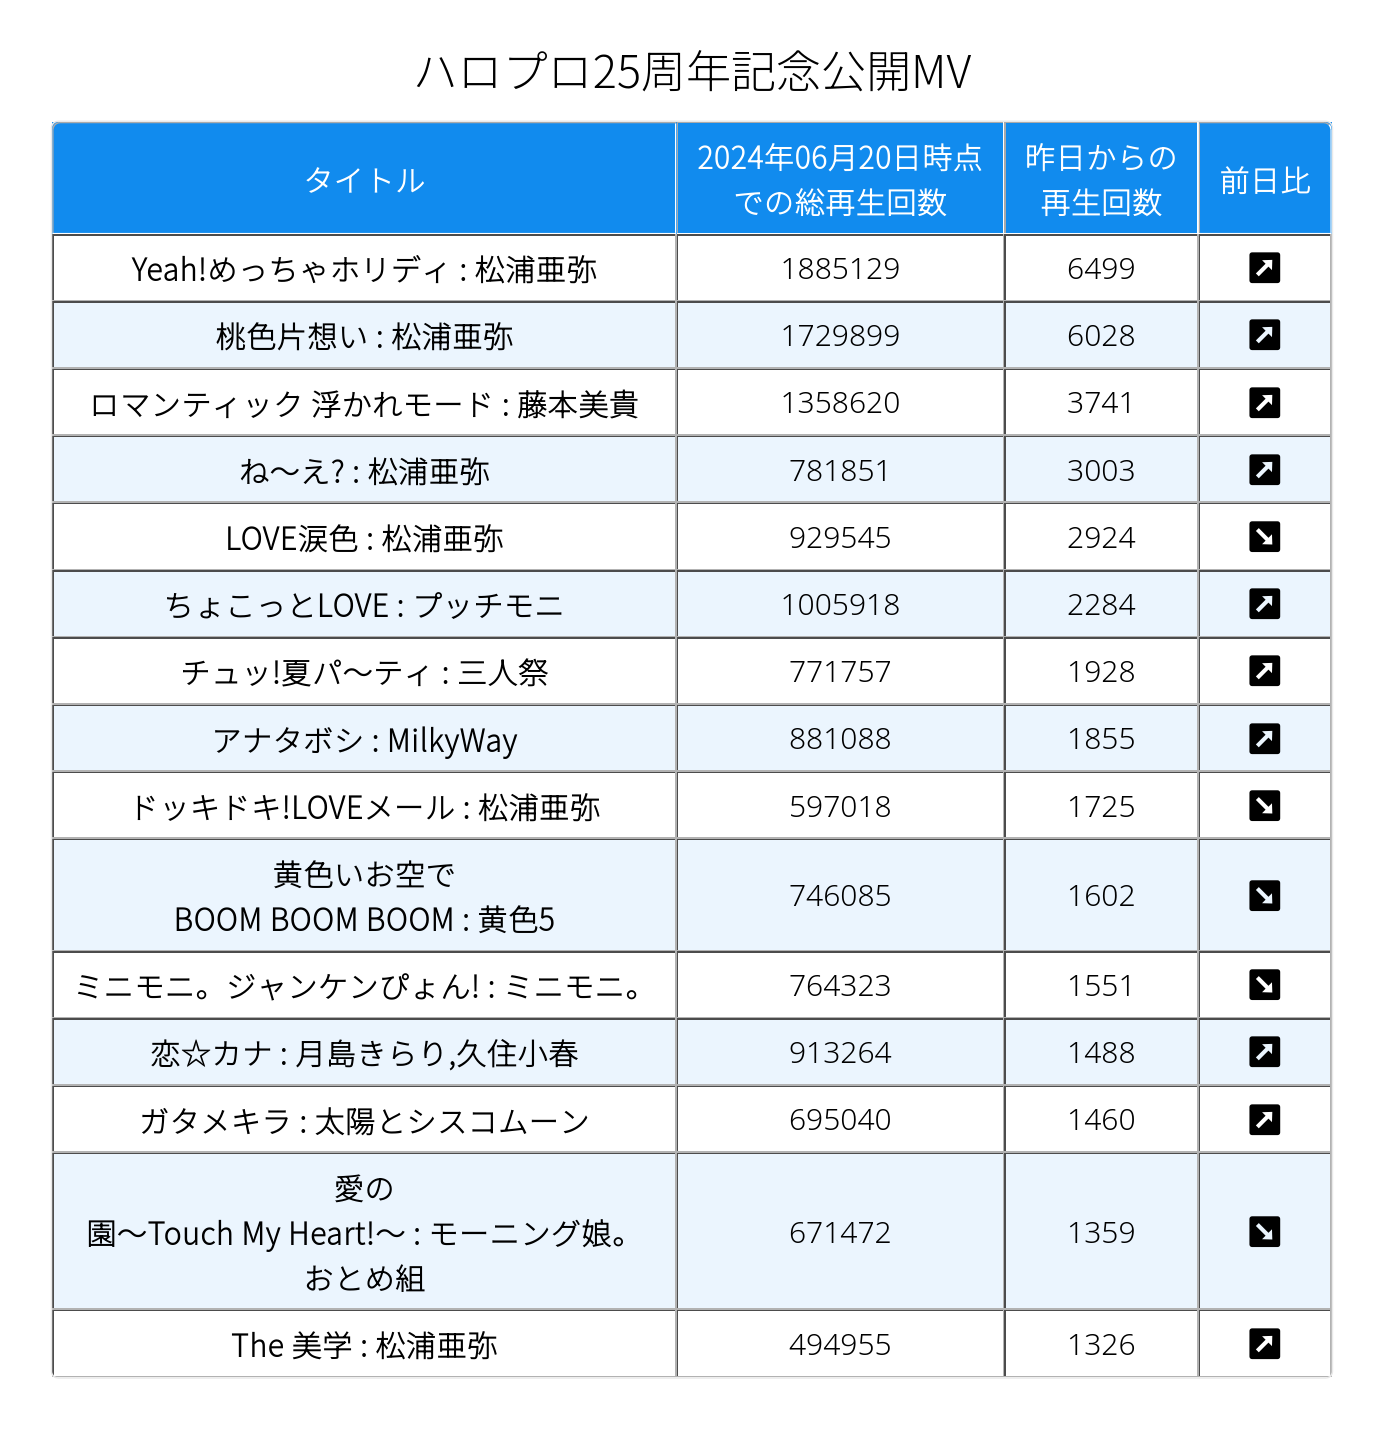 ハロプロ25周年記念公開MV
タイトル
2024年06月20日時点
での総再生回数
昨日からの
再生回数
前日比
Yeah!めっちゃホリディ : 松浦亜弥
1885129
6499
桃色片想い : 松浦亜弥
1729899
6028
ロマンティック 浮かれモード : 藤本美貴
1358620
3741
ね〜え? : 松浦亜弥
781851
3003
LOVE涙色 : 松浦亜弥
929545
2924
ちょこっとLOVE : プッチモニ
1005918
2284
チュッ!夏パ〜ティ : 三人祭
771757
1928
アナタボシ : MilkyWay
881088
1855
ドッキドキ!LOVEメール : 松浦亜弥
597018
1725
黄色いお空で
BOOM BOOM BOOM : 黄色5
746085
1602
ミニモニ。ジャンケンぴょん! : ミニモニ。
764323
1551
恋☆カナ : 月島きらり,久住小春
913264
1488
ガタメキラ : 太陽とシスコムーン
695040
1460
愛の
園〜Touch My Heart!〜 : モーニング娘。
おとめ組
671472
1359
The 美学 : 松浦亜弥
494955
1326